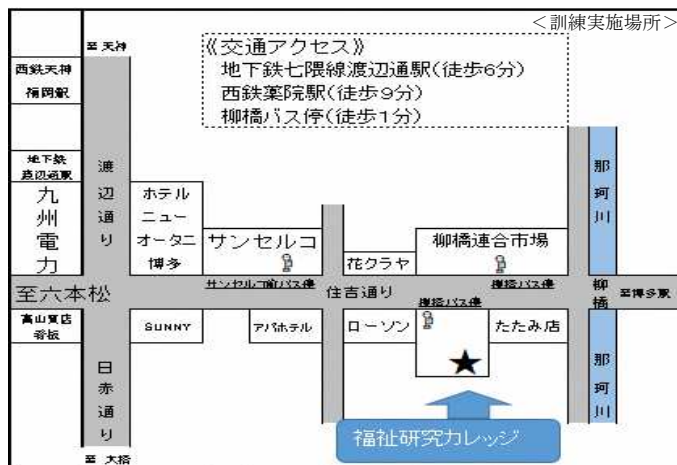 ＜訓練実施場所＞
至 天神
《交通アクセス》
地下鉄七隈線渡辺通駅(徒歩6分)
西鉄薬院駅(徒歩9分)
柳橋バス停(徒歩1分)
西鉄天神
福岡駅
地下鉄
渡辺通駅
九州電力
渡辺通り
ホテル
ニュー
オータニ
博多
サンセルコ
サンセルコ前バス停
花クラヤ
柳橋連合市場
那珂川
至六本松
住吉通り
柳橋バス停
柳橋バス停
柳橋
至博多駅
高山質店
看板
SUNNY
アパホテル
ローソン
たたみ店
日赤通り
那珂川
福祉研究カレッジ
至 大橋